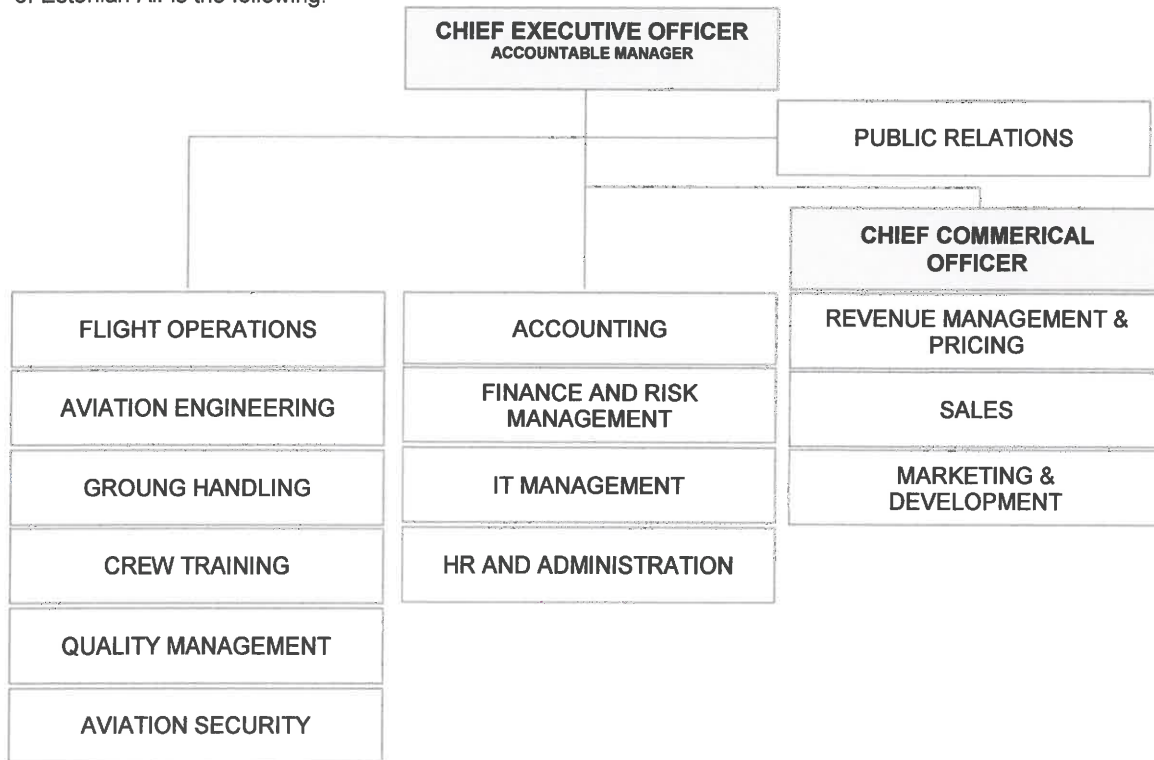 of Estonian Air is the following:
CHIEF EXECUTIVE OFFICER
ACCOUNTABLE MANAGER
PUBLIC RELATIONS
CHIEF COMMERICAL
OFFICER
FLIGHT OPERATIONS
AVIATION ENGINEERING
GROUNG HANDLING
CREW TRAINING
QUALITY MANAGEMENT
AVIATION SECURITY
ACCOUNTING
FINANCE AND RISK
MANAGEMENT
IT MANAGEMENT
HR AND ADMINISTRATION
REVENUE MANAGEMENT &
PRICING
SALES
MARKETING &
DEVELOPMENT